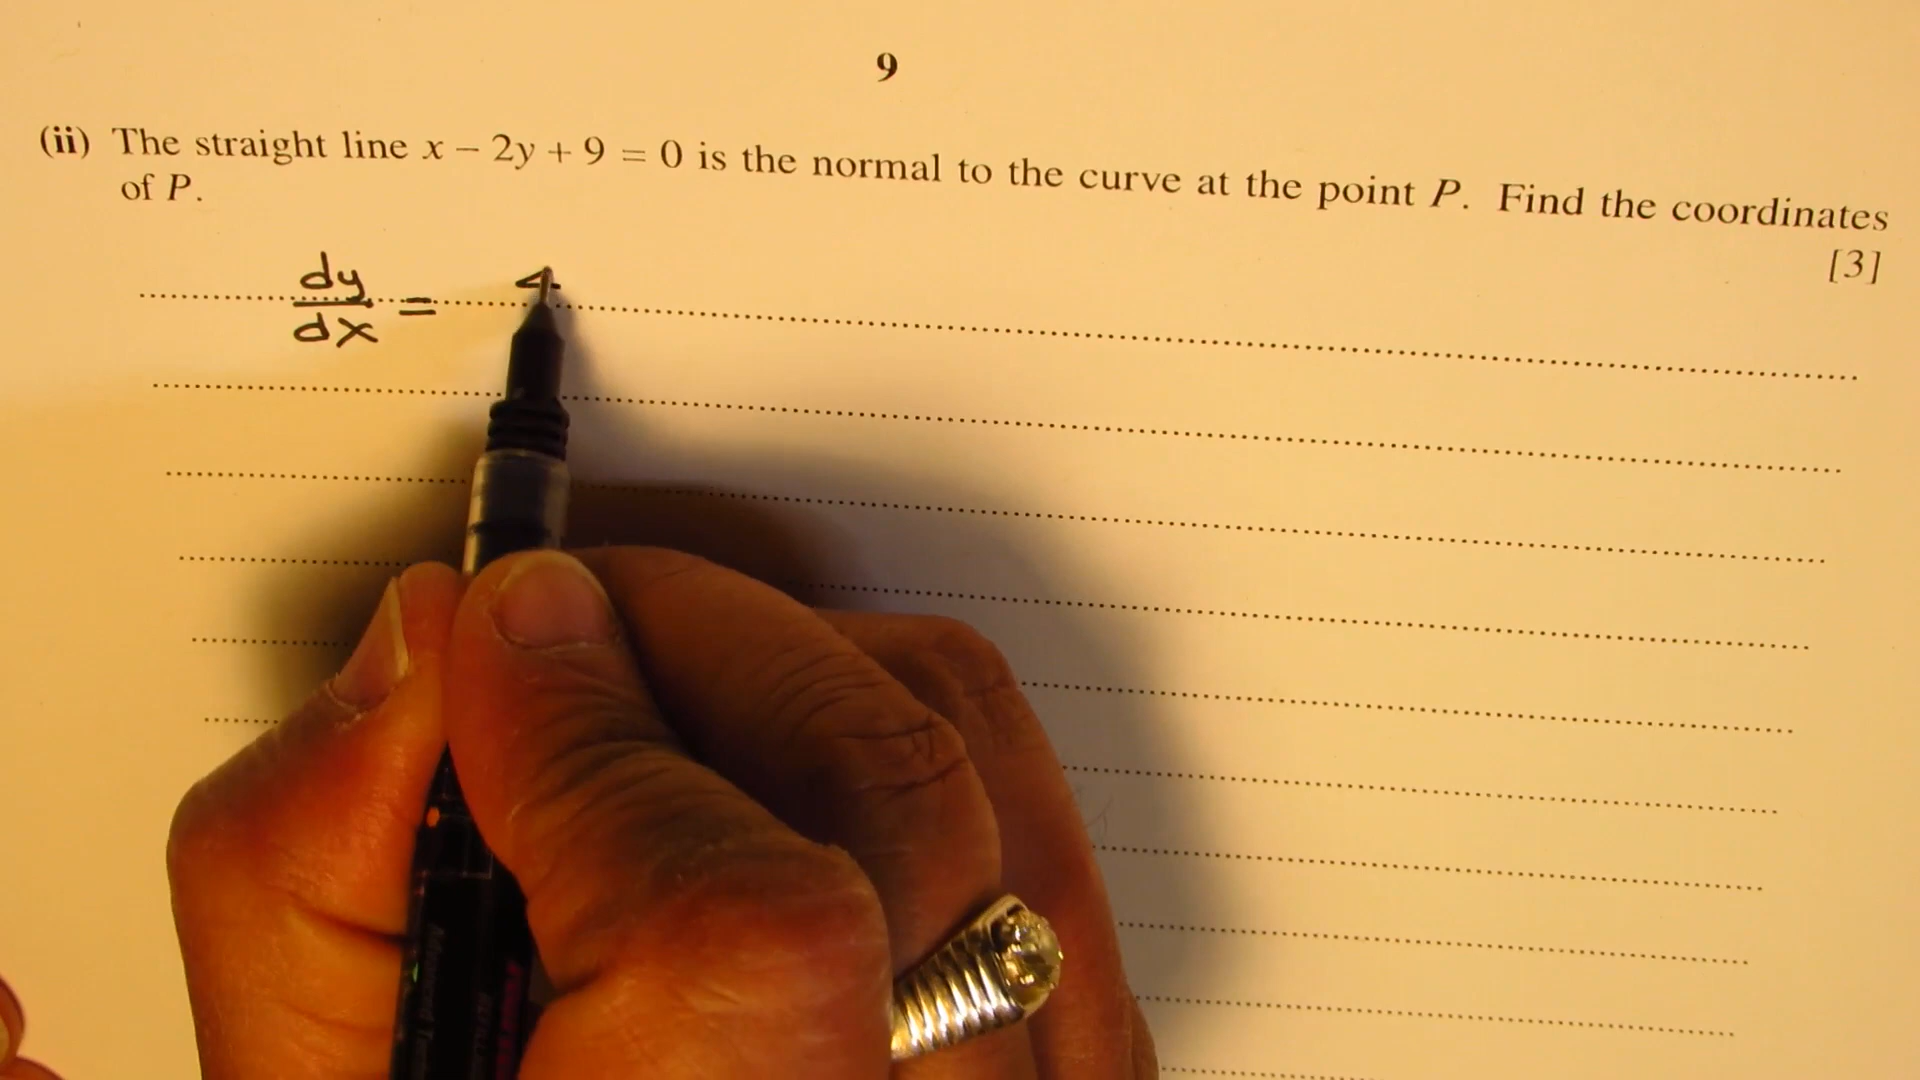 9
(ii) The straight line x − 2y + 9 = 0 is the normal to the curve at the point P. Find the coordinates
of P.
[3]
dy/dx = 4